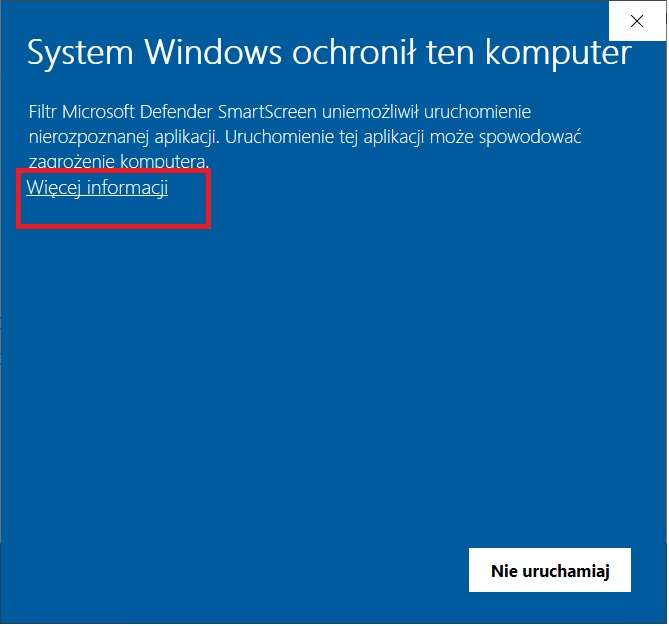 System Windows ochronił ten komputer
Filtr Microsoft Defender SmartScreen uniemożliwił uruchomienie
nierozpoznanej aplikacji. Uruchomienie tej aplikacji może spowodować
zagrożenie komputera.
Więcej informacji
Nie uruchamiaj